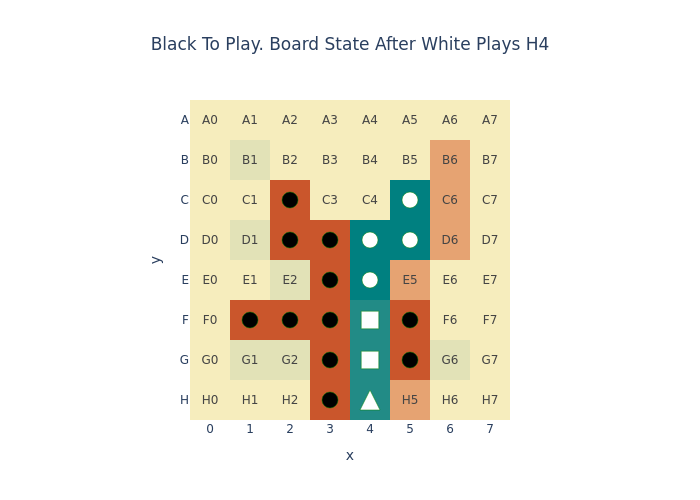 Black To Play. Board State After White Plays H4
A A0 A1 A2 A3 A4 A5 A6 A7
B B0 B1 B2 B3 B4 B5 B6 B7
C C0 C1 C3 C4 C6 C7
D D0 D1 D6 D7
y
E E0 E1 E2 E5 E6 E7
F F0 F6 F7
G G0 G1 G2 G6 G7
H H0 H1 H2 H5 H6 H7
0 1 2 3 4 5 6 7
x